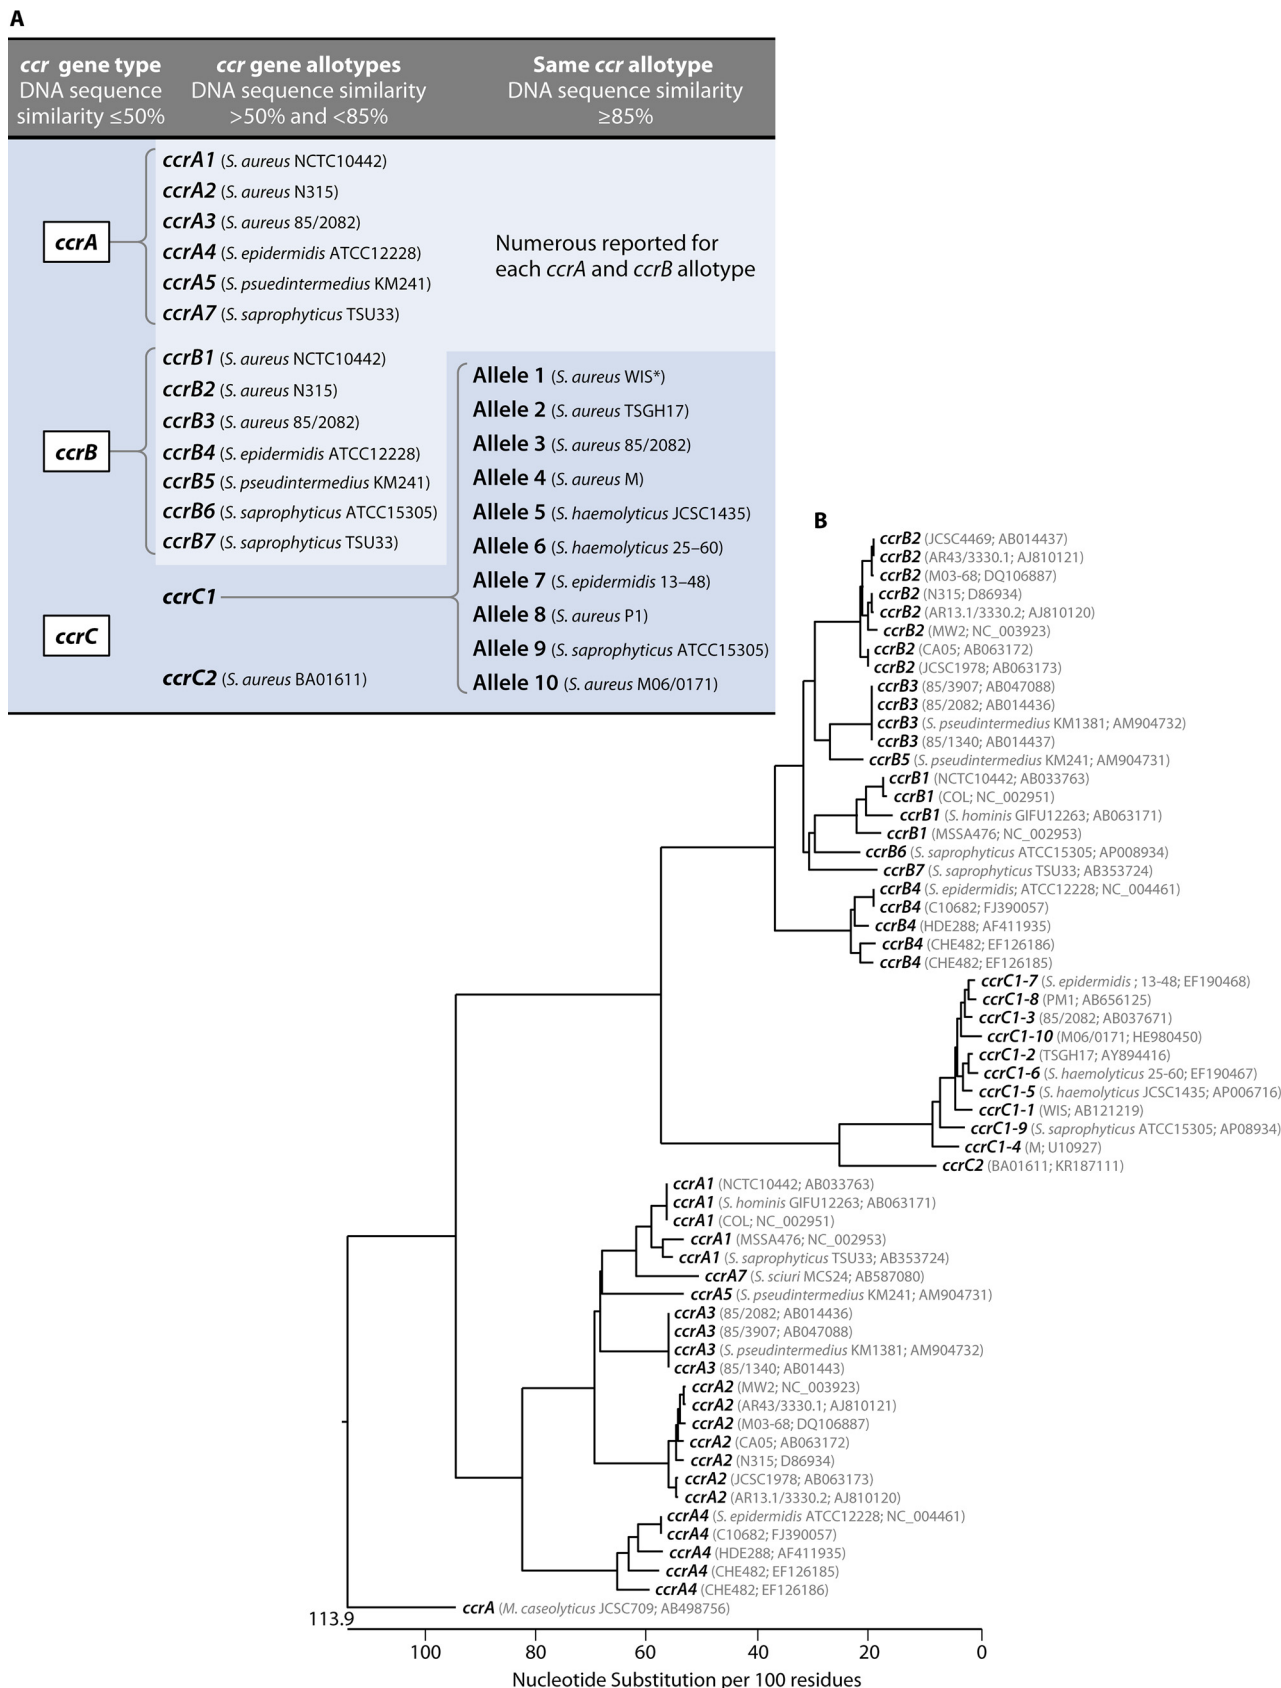 A
ccr gene type
DNA sequence
similarity ≤50%
ccr gene allotypes
DNA sequence similarity
>50% and <85%
Same ccr allotype
DNA sequence similarity
≥85%
ccrA
ccrA1 (S. aureus NCTC10442)
ccrA2 (S. aureus N315)
ccrA3 (S. aureus 85/2082)
ccrA4 (S. epidermidis ATCC12228)
ccrA5 (S. psuedintermedius KM241)
ccrA7 (S. saprophyticus TSU33)
Numerous reported for
each ccrA and ccrB allotype
ccrB
ccrB1 (S. aureus NCTC10442)
ccrB2 (S. aureus N315)
ccrB3 (S. aureus 85/2082)
ccrB4 (S. epidermidis ATCC12228)
ccrB5 (S. pseudintermedius KM241)
ccrB6 (S. saprophyticus ATCC15305)
ccrB7 (S. saprophyticus TSU33)
ccrC
ccrC1
ccrC2 (S. aureus BA01611)
Allele 1 (S. aureus WIS*)
Allele 2 (S. aureus TSGH17)
Allele 3 (S. aureus 85/2082)
Allele 4 (S. aureus M)
Allele 5 (S. haemolyticus JCSC1435)
Allele 6 (S. haemolyticus 25–60)
Allele 7 (S. epidermidis 13–48)
Allele 8 (S. aureus P1)
Allele 9 (S. saprophyticus ATCC15305)
Allele 10 (S. aureus M06/0171)
B
ccrB2 (JCSC4469; AB014437)
ccrB2 (AR43/3330.1; AJ810121)
ccrB2 (M03-68; DQ106887)
ccrB2 (N315; D86934)
ccrB2 (AR13.1/3330.2; AJ810120)
ccrB2 (MW2; NC_003923)
ccrB2 (CA05; AB063172)
ccrB2 (JCSC1978; AB063173)
ccrB3 (85/3907; AB047088)
ccrB3 (85/2082; AB014436)
ccrB3 (S. pseudintermedius KM1381; AM904732)
ccrB3 (85/1340; AB014437)
ccrB5 (S. pseudintermedius KM241; AM904731)
ccrB1 (NCTC10442; AB033763)
ccrB1 (COL; NC_002951)
ccrB1 (S. hominis GIFU12263; AB063171)
ccrB1 (MSSA476; NC_002953)
ccrB6 (S. saprophyticus ATCC15305; AP008934)
ccrB7 (S. saprophyticus TSU33; AB353724)
ccrB4 (S. epidermidis; ATCC12228; NC_004461)
ccrB4 (C10682; FJ390057)
ccrB4 (HDE288; AF411935)
ccrB4 (CHE482; EF126186)
ccrB4 (CHE482; EF126185)
ccrC1-7 (S. epidermidis ; 13-48; EF190468)
ccrC1-8 (PM1; AB656125)
ccrC1-3 (85/2082; AB037671)
ccrC1-10 (M06/0171; HE980450)
ccrC1-2 (TSGH17; AY894416)
ccrC1-6 (S. haemolyticus 25-60; EF190467)
ccrC1-5 (S. haemolyticus JCSC1435; AP006716)
ccrC1-1 (WIS; AB121219)
ccrC1-9 (S. saprophyticus ATCC15305; AP08934)
ccrC1-4 (M; U10927)
ccrC2 (BA01611; KR187111)
ccrA1 (NCTC10442; AB033763)
ccrA1 (S. hominis GIFU12263; AB063171)
ccrA1 (COL; NC_002951)
ccrA1 (MSSA476; NC_002953)
ccrA1 (S. saprophyticus TSU33; AB353724)
ccrA7 (S. sciuri MCS24; AB587080)
ccrA5 (S. pseudintermedius KM241; AM904731)
ccrA3 (85/2082; AB014436)
ccrA3 (85/3907; AB047088)
ccrA3 (S. pseudintermedius KM1381; AM904732)
ccrA3 (85/1340; AB01443)
ccrA2 (MW2; NC_003923)
ccrA2 (AR43/3330.1; AJ810121)
ccrA2 (M03-68; DQ106887)
ccrA2 (CA05; AB063172)
ccrA2 (N315; D86934)
ccrA2 (JCSC1978; AB063173)
ccrA2 (AR13.1/3330.2; AJ810120)
ccrA4 (S. epidermidis ATCC12228; NC_004461)
ccrA4 (C10682; FJ390057)
ccrA4 (HDE288; AF411935)
ccrA4 (CHE482; EF126185)
ccrA4 (CHE482; EF126186)
ccrA (M. caseolyticus JCSC709; AB498756)
113.9
100 80 60 40 20 0
Nucleotide Substitution per 100 residues